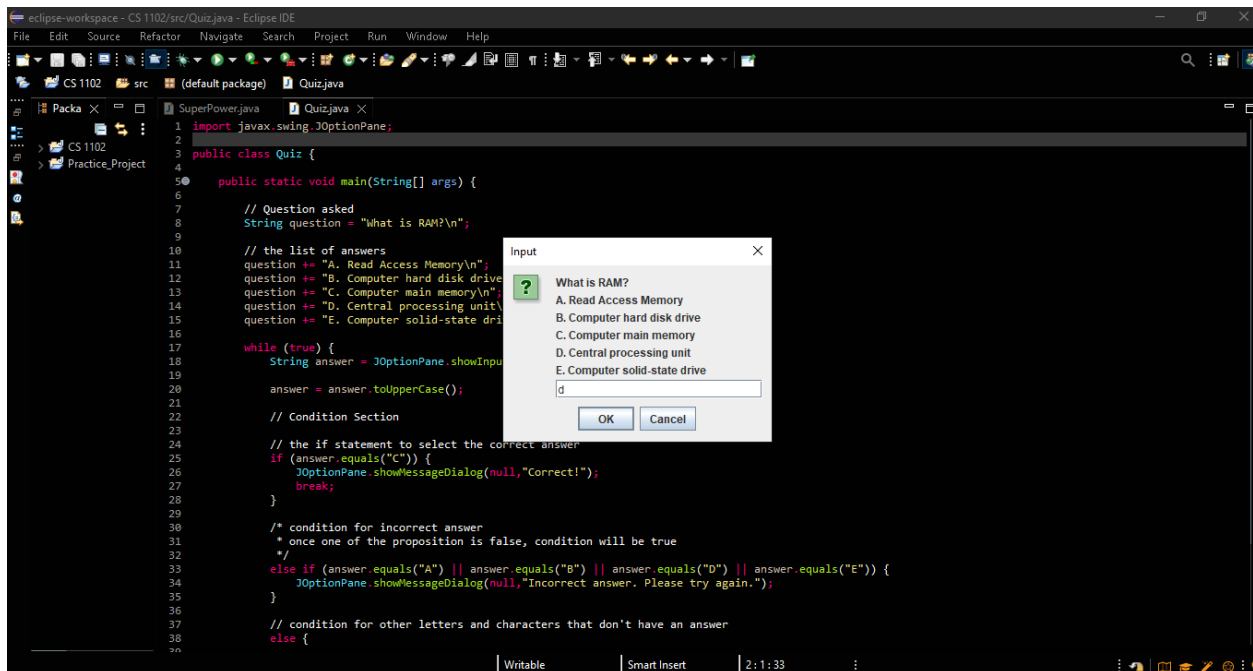 eclipse-workspace - CS 1102/src/Quiz.java - Eclipse IDE
File Edit Source Refactor Navigate Search Project Run Window Help
CS 1102 src (default package) Quiz.java
Packa
SuperPower.java Quiz.java
CS 1102
Practice_Project
1 import javax.swing.JOptionPane;
2
3 public class Quiz {
4
5 public static void main(String[] args) {
6
7 // Question asked
8 String question = "What is RAM?\n";
9
10 // the list of answers
11 question += "A. Read Access Memory\n";
12 question += "B. Computer hard disk drive
13 question += "C. Computer main memory\n";
14 question += "D. Central processing unit\
15 question += "E. Computer solid-state dri
16
17 while (true) {
18 String answer = JOptionPane.showInpu
19
20 answer = answer.toUpperCase();
21
22 // Condition Section
23
24 // the if statement to select the correct answer
25 if (answer.equals("C")) {
26 JOptionPane.showMessageDialog(null,"Correct!");
27 break;
28 }
29
30 /* condition for incorrect answer
31 * once one of the proposition is false, condition will be true
32 */
33 else if (answer.equals("A") || answer.equals("B") || answer.equals("D") || answer.equals("E")) {
34 JOptionPane.showMessageDialog(null,"Incorrect answer. Please try again.");
35 }
36
37 // condition for other letters and characters that don't have an answer
38 else {
Input
What is RAM?
A. Read Access Memory
B. Computer hard disk drive
C. Computer main memory
D. Central processing unit
E. Computer solid-state drive
d
OK Cancel
Writable Smart Insert 2 : 1 : 33